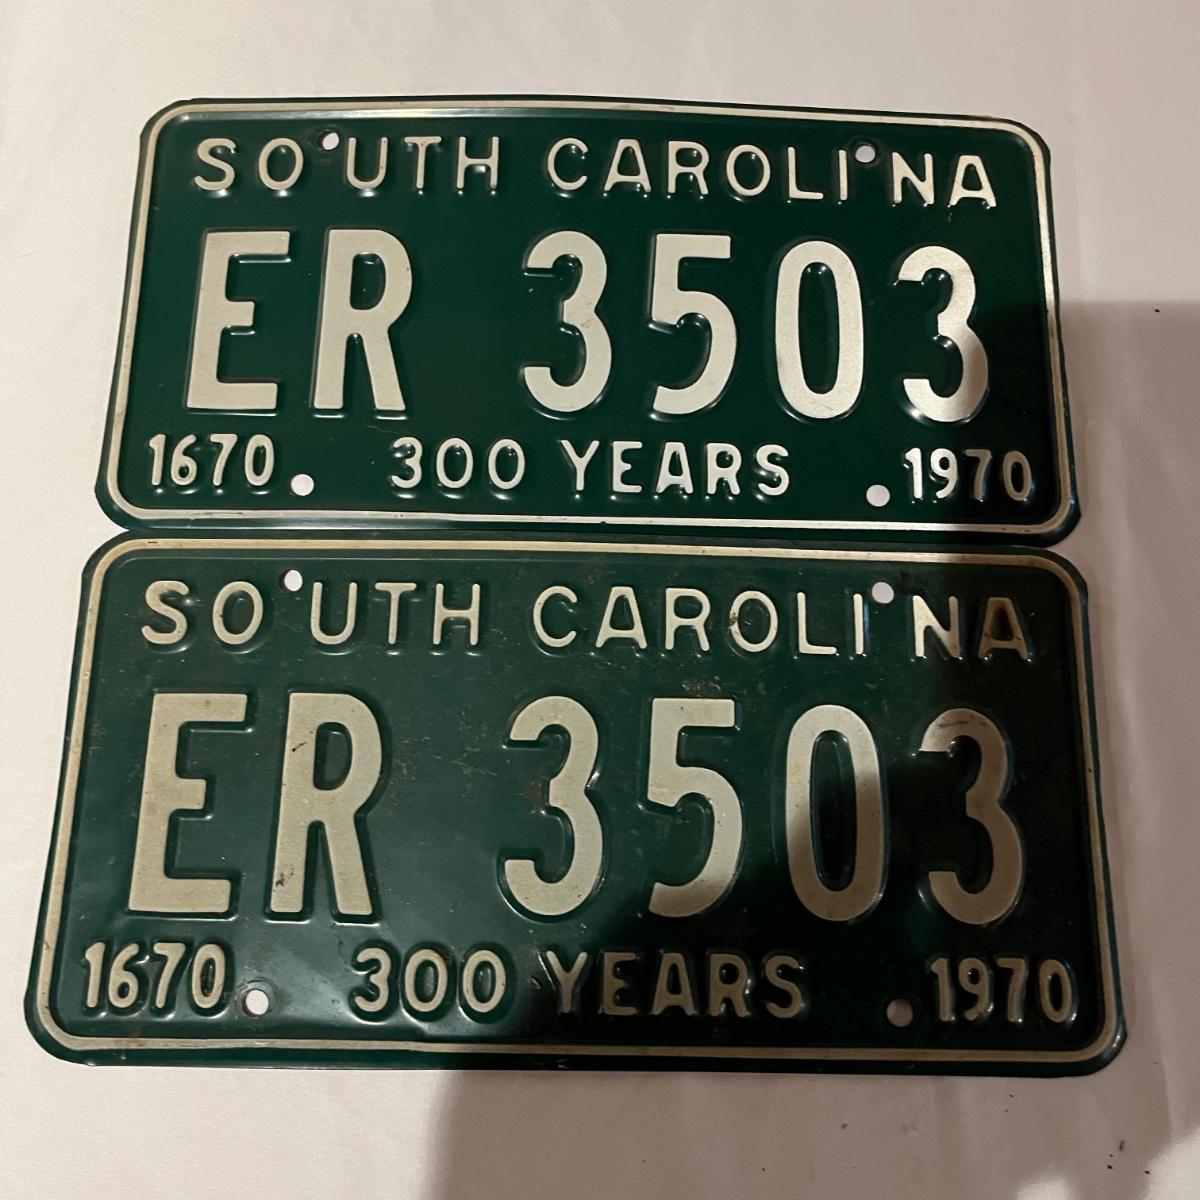 SOUTH CAROLINA
ER 3503
1670 300 YEARS 1970
SOUTH CAROLINA
ER 3503
1670 300 YEARS 1970